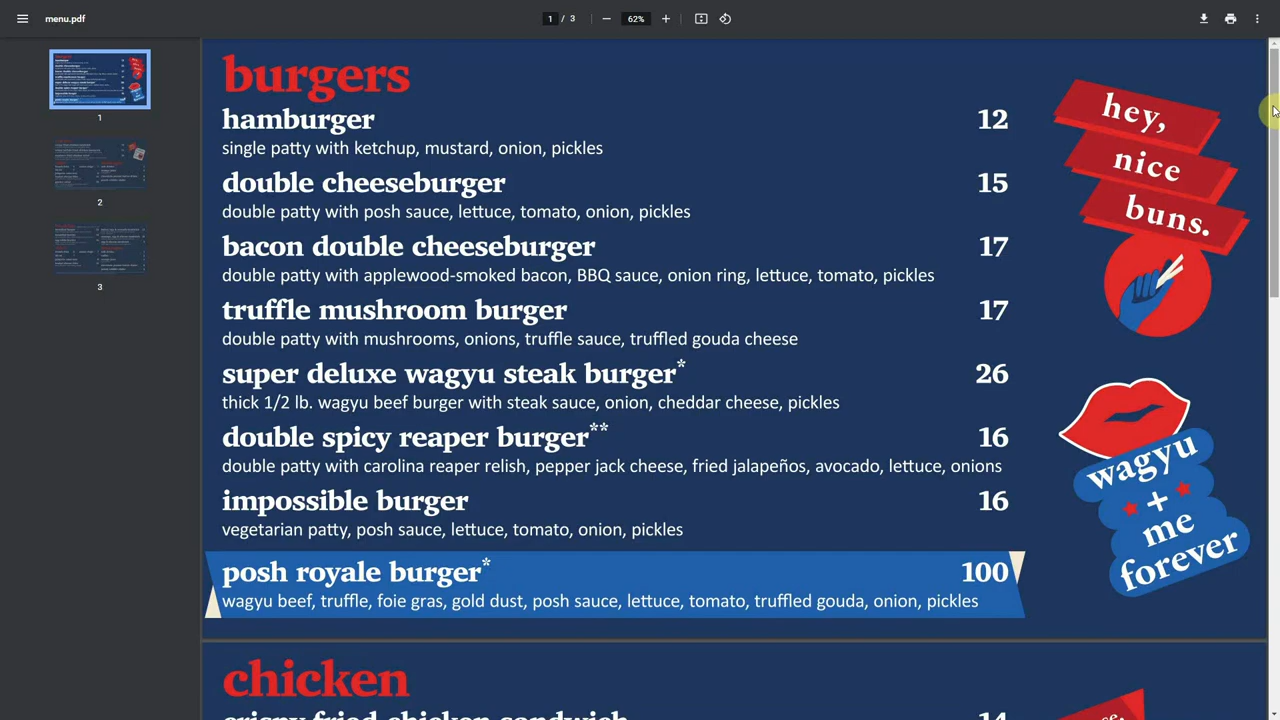 menu.pdf
1 / 3
62%
1
2
3
burgers
hamburger 12
single patty with ketchup, mustard, onion, pickles
double cheeseburger 15
double patty with posh sauce, lettuce, tomato, onion, pickles
bacon double cheeseburger 17
double patty with applewood-smoked bacon, BBQ sauce, onion ring, lettuce, tomato, pickles
truffle mushroom burger 17
double patty with mushrooms, onions, truffle sauce, truffled gouda cheese
super deluxe wagyu steak burger* 26
thick 1/2 lb. wagyu beef burger with steak sauce, onion, cheddar cheese, pickles
double spicy reaper burger** 16
double patty with carolina reaper relish, pepper jack cheese, fried jalapeños, avocado, lettuce, onions
impossible burger 16
vegetarian patty, posh sauce, lettuce, tomato, onion, pickles
posh royale burger* 100
wagyu beef, truffle, foie gras, gold dust, posh sauce, lettuce, tomato, truffled gouda, onion, pickles
hey,
nice
buns.
wagyu
+
me
forever
chicken
crispy fried chicken sandwich 14